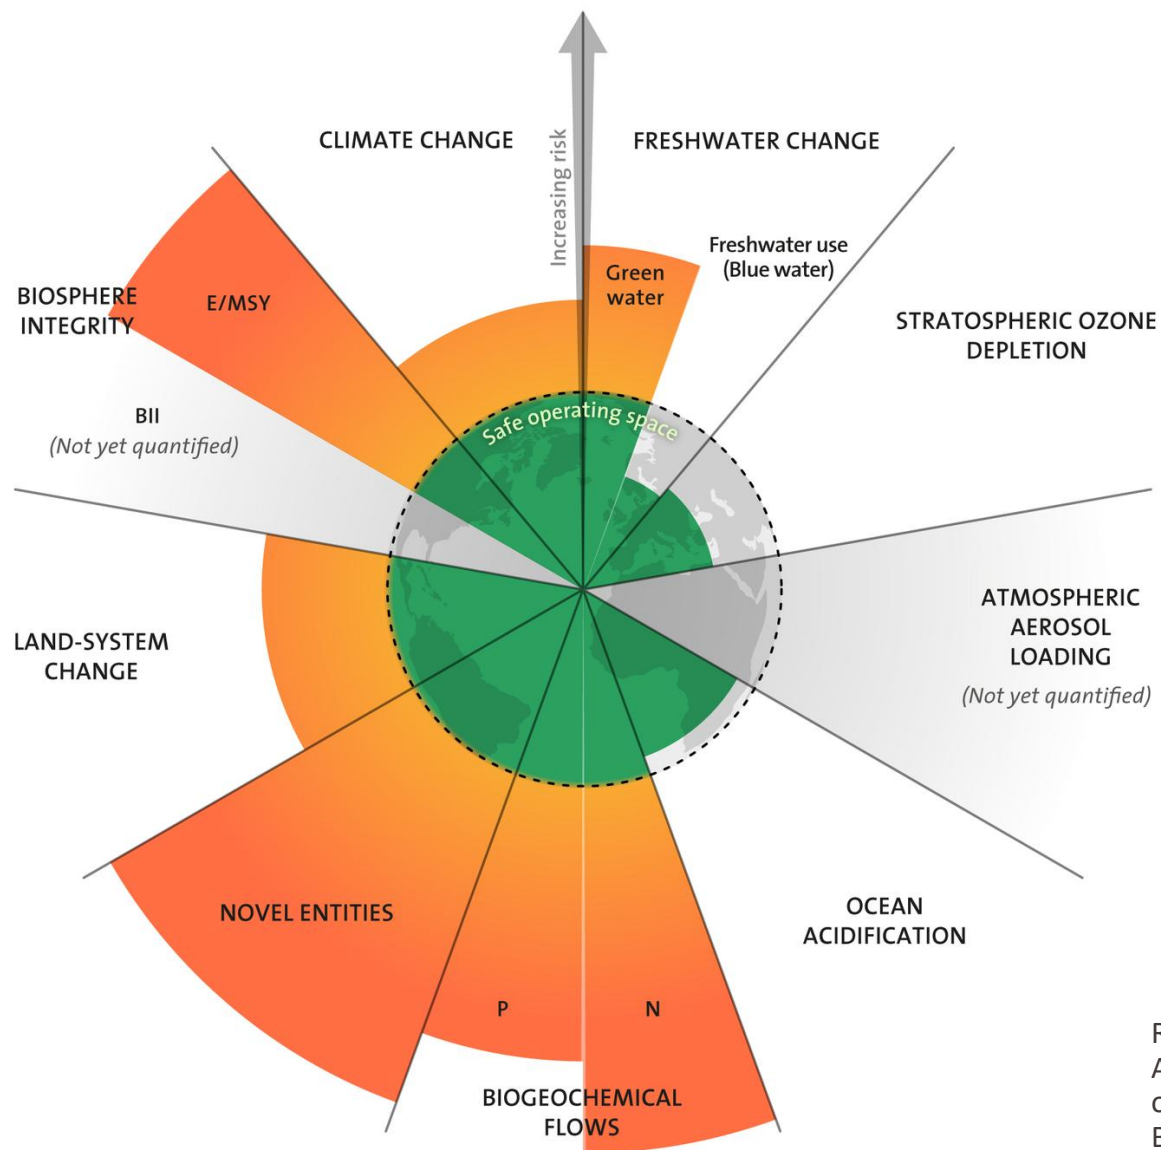 CLIMATE CHANGE
Increasing risk
FRESHWATER CHANGE
Freshwater use
(Blue water)
Green
water
STRATOSPHERIC OZONE
DEPLETION
BIOSPHERE
INTEGRITY
E/MSY
BII
(Not yet quantified)
Safe operating space
ATMOSPHERIC
AEROSOL
LOADING
(Not yet quantified)
LAND-SYSTEM
CHANGE
NOVEL ENTITIES
OCEAN
ACIDIFICATION
P
N
BIOGEOCHEMICAL
FLOWS